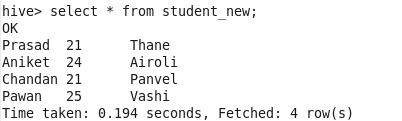 hive> select * from student_new;
OK
Prasad  21      Thane
Aniket  24      Airoli
Chandan 21      Panvel
Pawan   25      Vashi
Time taken: 0.194 seconds, Fetched: 4 row(s)